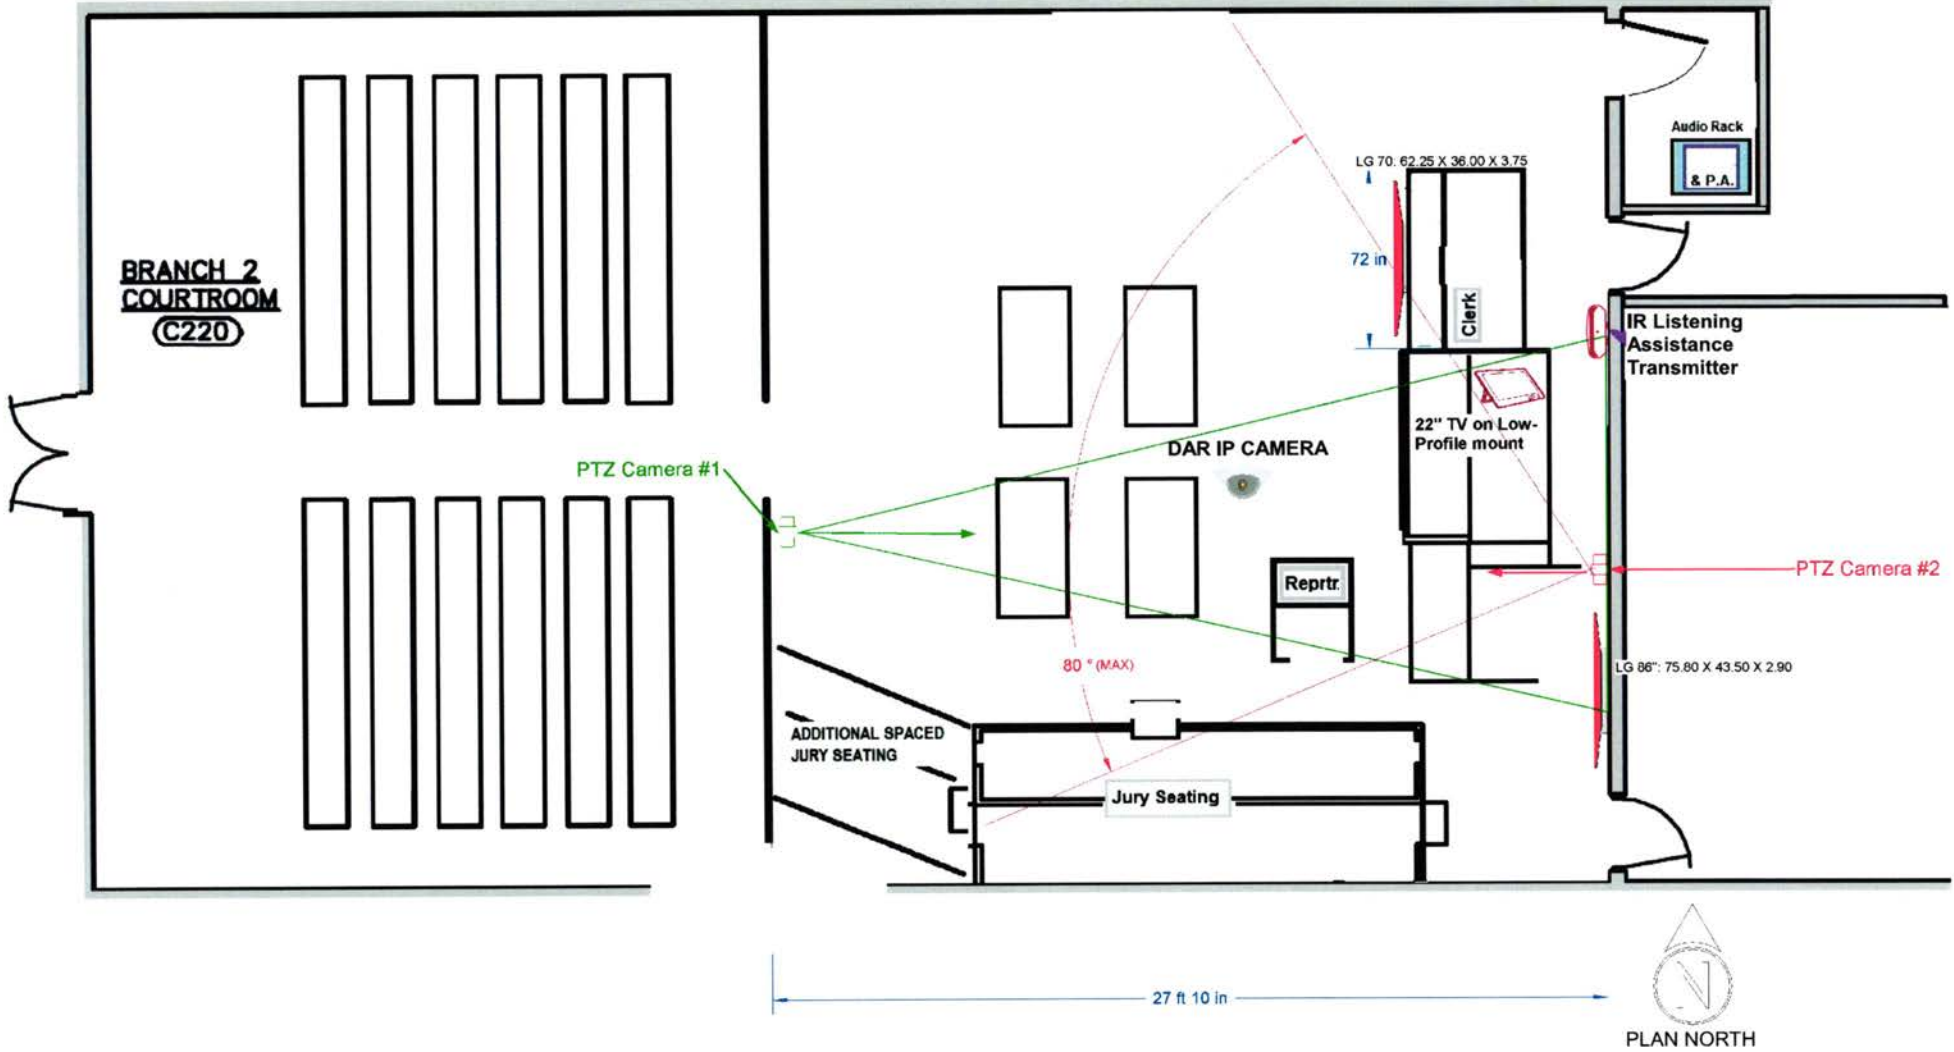 Audio Rack
& P.A.
LG 70: 62.25 X 36.00 X 3.75
72 in
Clerk
BRANCH 2
COURTROOM
C220
IR Listening
Assistance
Transmitter
22" TV on Low-
Profile mount
DAR IP CAMERA
PTZ Camera #1
PTZ Camera #2
Reprtr.
80 ° (MAX)
LG 86": 75.80 X 43.50 X 2.90
ADDITIONAL SPACED
JURY SEATING
Jury Seating
27 ft 10 in
N
PLAN NORTH